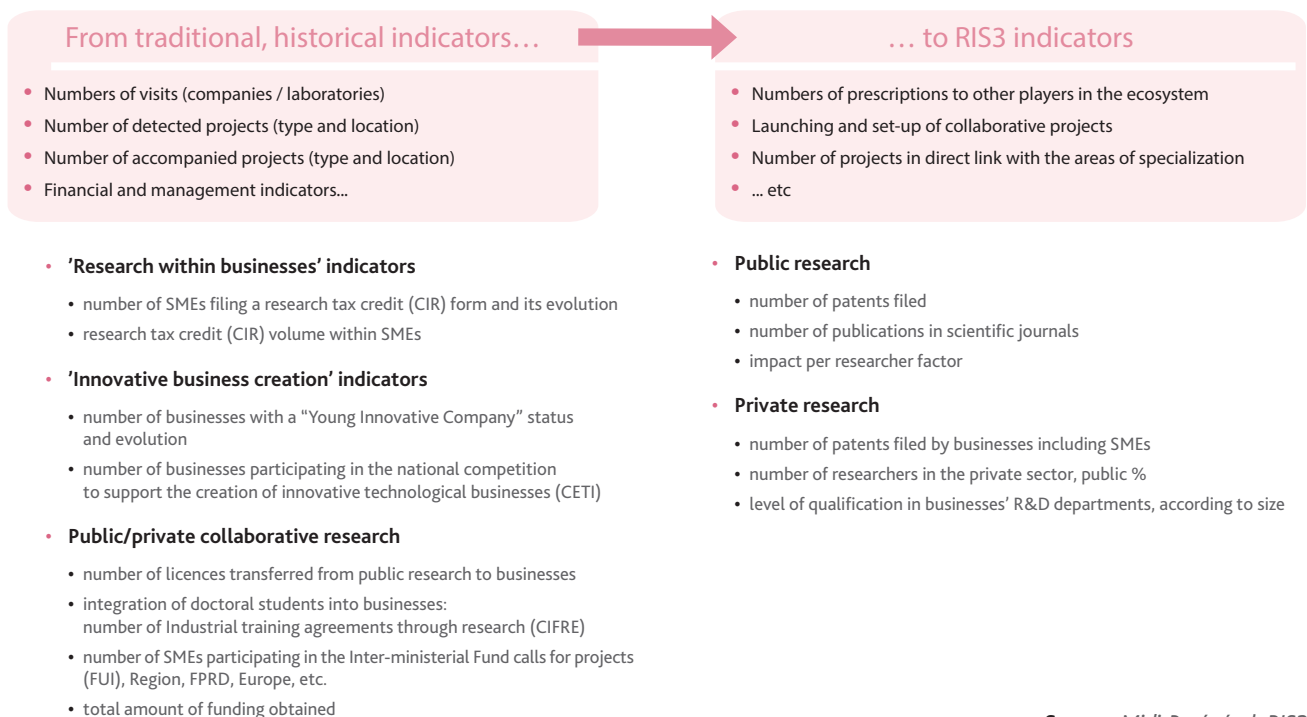 From traditional, historical indicators…
• Numbers of visits (companies / laboratories)
• Number of detected projects (type and location)
• Number of accompanied projects (type and location)
• Financial and management indicators...
… to RIS3 indicators
• Numbers of prescriptions to other players in the ecosystem
• Launching and set-up of collaborative projects
• Number of projects in direct link with the areas of specialization
• ... etc
• 'Research within businesses' indicators
• number of SMEs filing a research tax credit (CIR) form and its evolution
• research tax credit (CIR) volume within SMEs
• 'Innovative business creation' indicators
• number of businesses with a “Young Innovative Company” status
and evolution
• number of businesses participating in the national competition
to support the creation of innovative technological businesses (CETI)
• Public/private collaborative research
• number of licences transferred from public research to businesses
• integration of doctoral students into businesses:
number of Industrial training agreements through research (CIFRE)
• number of SMEs participating in the Inter-ministerial Fund calls for projects
(FUI), Region, FPRD, Europe, etc.
• total amount of funding obtained
• Public research
• number of patents filed
• number of publications in scientific journals
• impact per researcher factor
• Private research
• number of patents filed by businesses including SMEs
• number of researchers in the private sector, public %
• level of qualification in businesses' R&D departments, according to size